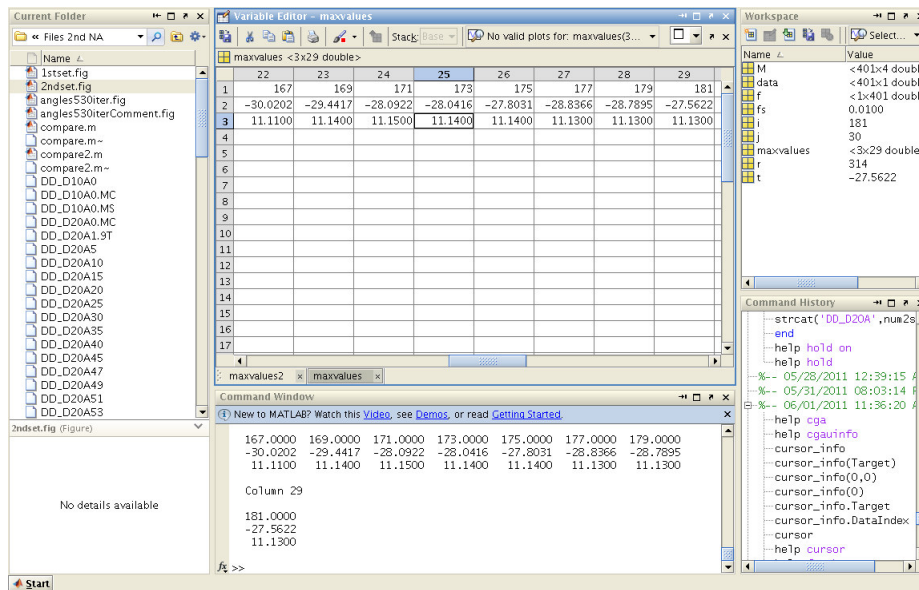 Current Folder
« Files 2nd NA
Name
1stset.fig
2ndset.fig
angles530iter.fig
angles530iterComment.fig
compare.m
compare.m~
compare2.m
compare2.m~
DD_D10A0
DD_D10A0.MC
DD_D10A0.MS
DD_D20A0.MC
DD_D20A1.9T
DD_D20A5
DD_D20A10
DD_D20A15
DD_D20A20
DD_D20A25
DD_D20A30
DD_D20A35
DD_D20A40
DD_D20A45
DD_D20A47
DD_D20A49
DD_D20A51
DD_D20A53
2ndset.fig (Figure)
No details available
Start
Variable Editor - maxvalues
Stack: Base No valid plots for: maxvalues(3...
maxvalues <3x29 double>
22 23 24 25 26 27 28 29
1 167 169 171 173 175 177 179 181
2 -30.0202 -29.4417 -28.0922 -28.0416 -27.8031 -28.8366 -28.7895 -27.5622
3 11.1100 11.1400 11.1500 11.1400 11.1400 11.1300 11.1300 11.1300
4
5
6
7
8
9
10
11
12
13
14
15
16
17
maxvalues2 × maxvalues ×
Command Window
New to MATLAB? Watch this Video, see Demos, or read Getting Started.
167.0000 169.0000 171.0000 173.0000 175.0000 177.0000 179.0000
-30.0202 -29.4417 -28.0922 -28.0416 -27.8031 -28.8366 -28.7895
11.1100 11.1400 11.1500 11.1400 11.1400 11.1300 11.1300
Column 29
181.0000
-27.5622
11.1300
fx >>
Workspace
Select...
Name Value
M <401x4 doubl
data <401x1 doubl
f <1x401 doubl
fs 0.0100
i 181
j 30
maxvalues <3x29 double
r 314
t -27.5622
Command History
strcat('DD_D20A',num2s
end
help hold on
help hold
%-- 05/28/2011 12:39:15 A
%-- 05/31/2011 08:03:14 P
%-- 06/01/2011 11:36:20 A
help cga
help cgauinfo
cursor_info
cursor_info(Target)
cursor_info(0,0)
cursor_info(0)
cursor_info.Target
cursor_info.DataIndex
cursor
help cursor